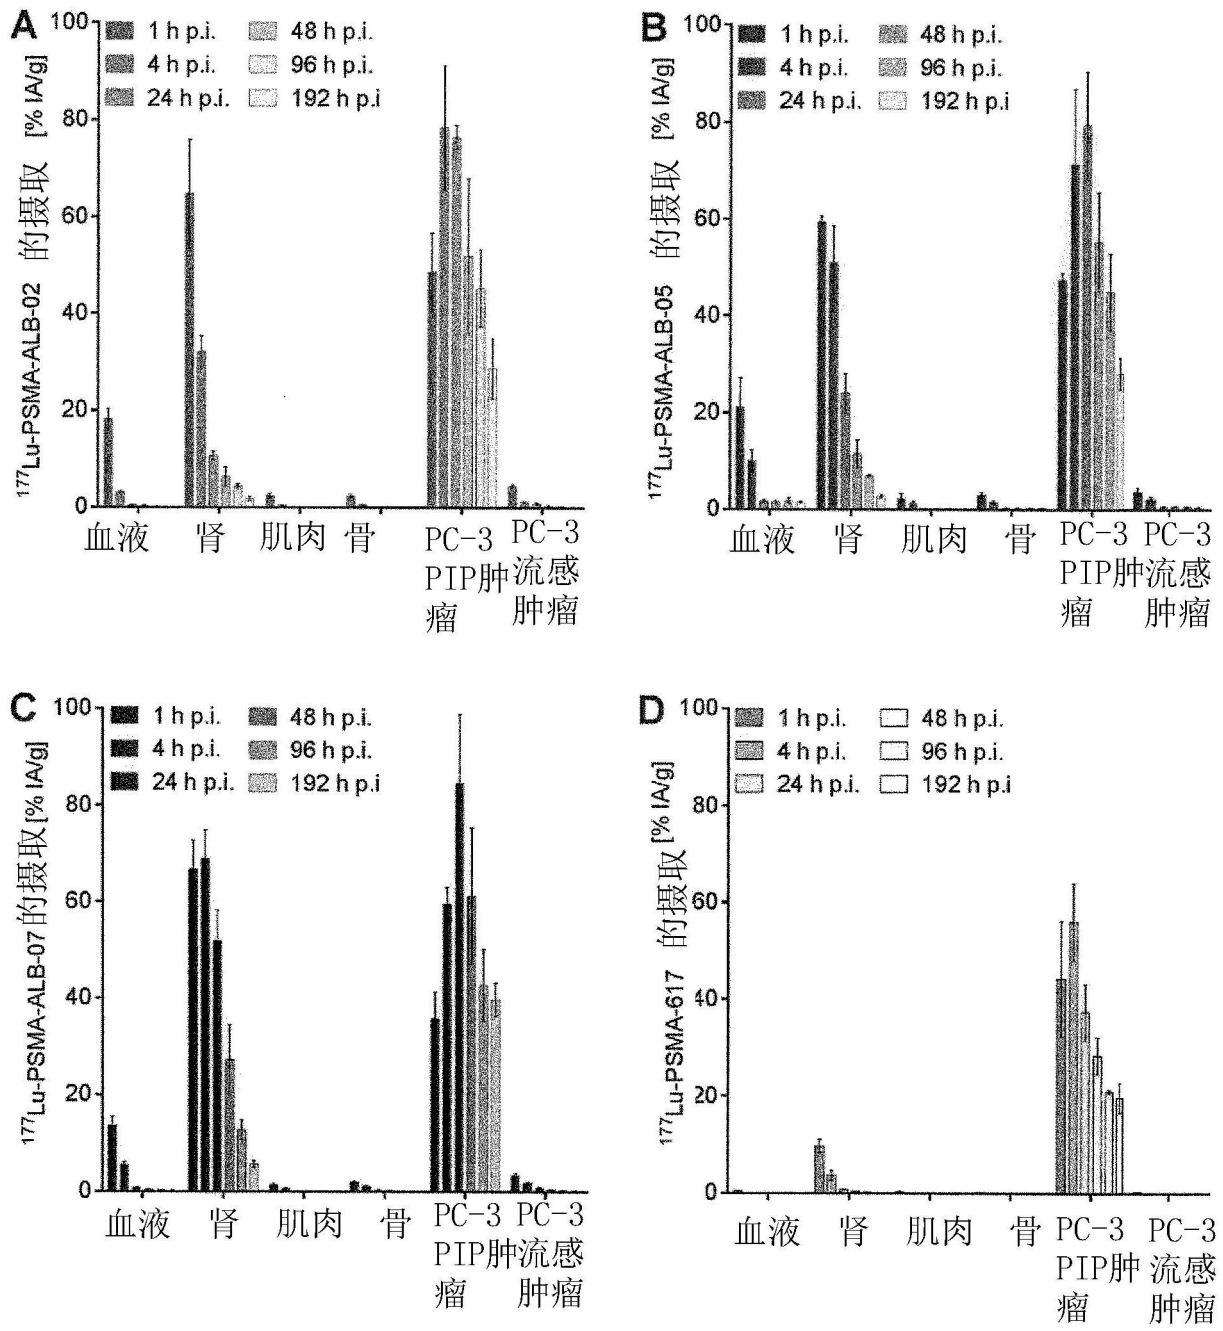 A
100
1 h p.i.
48 h p.i.
4 h p.i.
96 h p.i.
24 h p.i.
192 h p.i
80
60
40
20
0
177Lu-PSMA-ALB-02 的摄取 [% IA/g]
血液
肾
肌肉
骨
PC-3
PIP肿
瘤
PC-3
流感
肿瘤
B
100
1 h p.i.
48 h p.i.
4 h p.i.
96 h p.i.
24 h p.i.
192 h p.i
80
60
40
20
0
177Lu-PSMA-ALB-05 的摄取 [% IA/g]
血液
肾
肌肉
骨
PC-3
PIP肿
瘤
PC-3
流感
肿瘤
C
100
1 h p.i.
48 h p.i.
4 h p.i.
96 h p.i.
24 h p.i.
192 h p.i
80
60
40
20
0
177Lu-PSMA-ALB-07的摄取[% IA/g]
血液
肾
肌肉
骨
PC-3
PIP肿
瘤
PC-3
流感
肿瘤
D
100
1 h p.i.
48 h p.i.
4 h p.i.
96 h p.i.
24 h p.i.
192 h p.i
80
60
40
20
0
177Lu-PSMA-617 的摄取[% IA/g]
血液
肾
肌肉
骨
PC-3
PIP肿
瘤
PC-3
流感
肿瘤